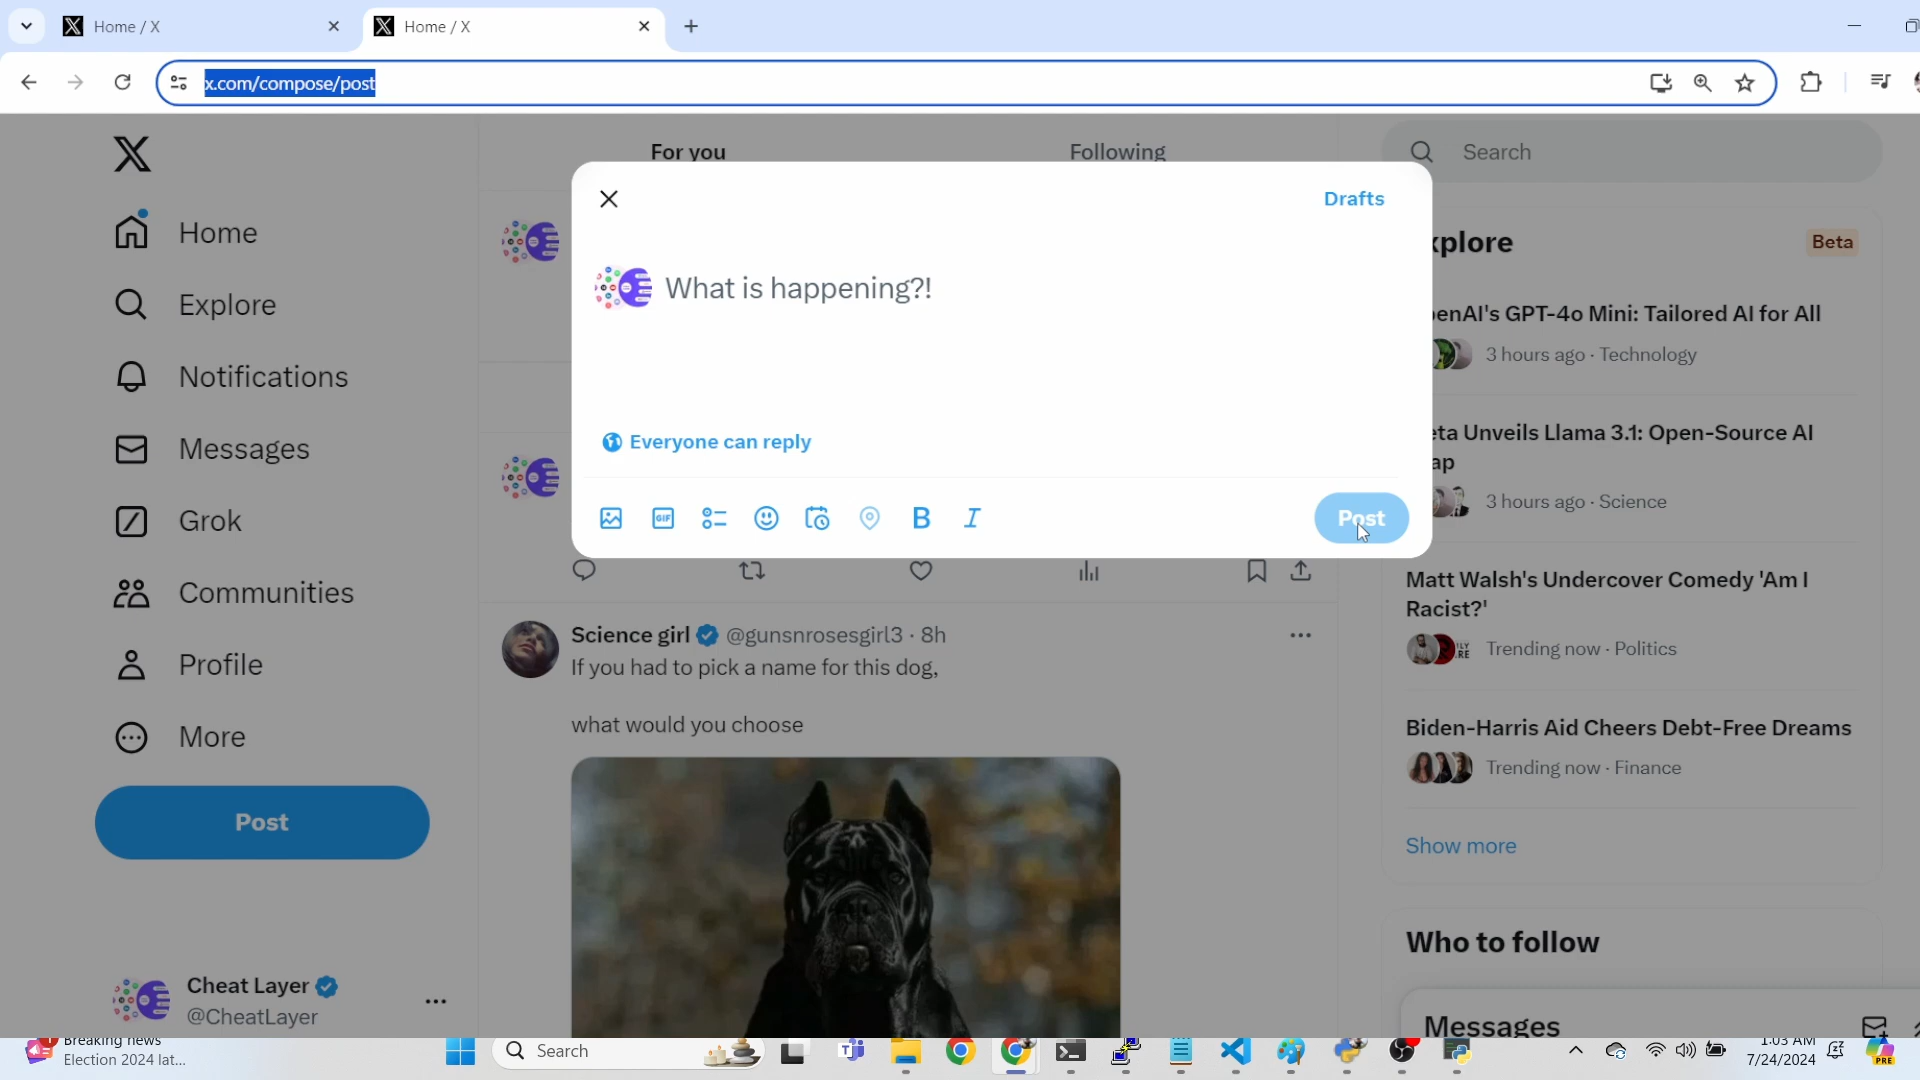 Home / X
Home / X
x.com/compose/post
Home
Explore
Notifications
Messages
Grok
Communities
Profile
More
Post
Cheat Layer
@CheatLayer
For you
Following
Drafts
What is happening?!
Everyone can reply
GIF
B I
Post
Science girl @gunsnrosesgirl3 · 8h
If you had to pick a name for this dog,
what would you choose
Search
xplore
Beta
penAI's GPT-4o Mini: Tailored AI for All
3 hours ago · Technology
eta Unveils Llama 3.1: Open-Source AI
ap
3 hours ago · Science
Matt Walsh's Undercover Comedy 'Am I
Racist?'
Trending now · Politics
Biden-Harris Aid Cheers Debt-Free Dreams
Trending now · Finance
Show more
Who to follow
Messages
Breaking news
Election 2024 lat...
Search
1:03 AM
7/24/2024
PRE